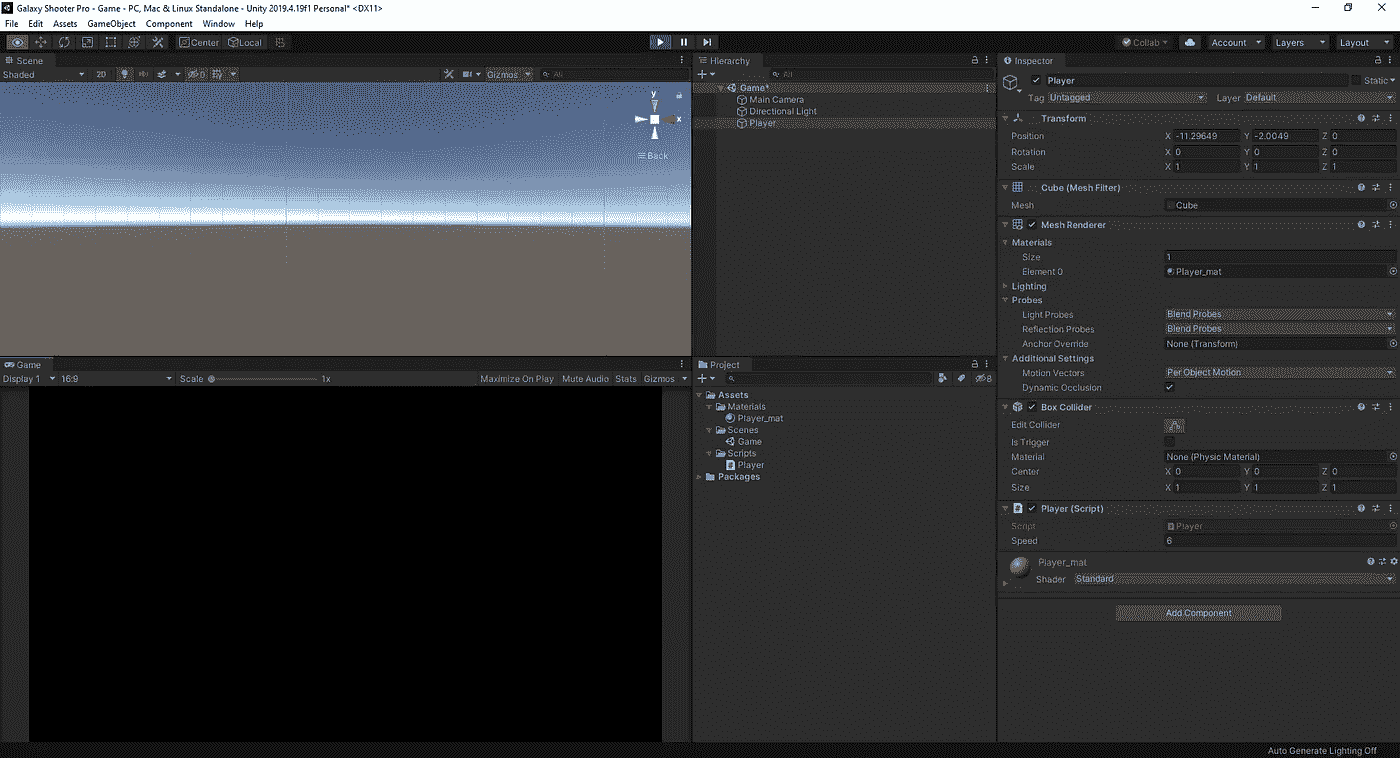 Galaxy Shooter Pro - Game - PC, Mac & Linux Standalone - Unity 2019.4.19f1 Personal* <DX11>
File Edit Assets GameObject Component Window Help
Center Local Collab Account Layers Layout
Scene
Shaded 2D 0 Gizmos All
y
x
Back
Game
Display 1 16:9 Scale 1x Maximize On Play Mute Audio Stats Gizmos
Hierarchy
All
Game*
Main Camera
Directional Light
Player
Project
8
Assets
Materials
Player_mat
Scenes
Game
Scripts
Player
Packages
Inspector
Player Static
Tag Untagged Layer Default
Transform
Position X -11.29649 Y -2.0049 Z 0
Rotation X 0 Y 0 Z 0
Scale X 1 Y 1 Z 1
Cube (Mesh Filter)
Mesh Cube
Mesh Renderer
Materials
Size 1
Element 0 Player_mat
Lighting
Probes
Light Probes Blend Probes
Reflection Probes Blend Probes
Anchor Override None (Transform)
Additional Settings
Motion Vectors Per Object Motion
Dynamic Occlusion
Box Collider
Edit Collider
Is Trigger
Material None (Physic Material)
Center X 0 Y 0 Z 0
Size X 1 Y 1 Z 1
Player (Script)
Script Player
Speed 6
Player_mat
Shader Standard
Add Component
Auto Generate Lighting Off